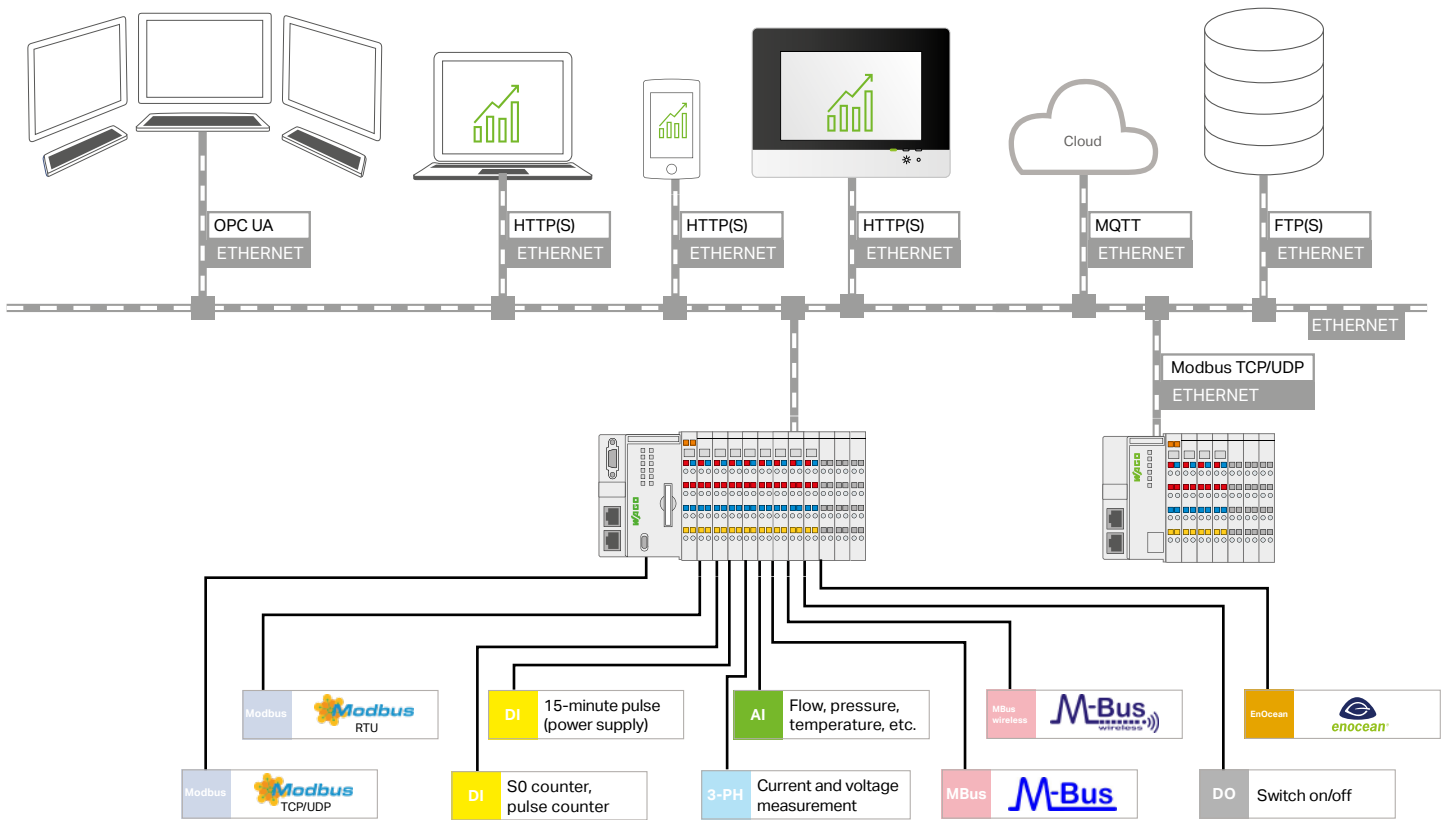 Cloud
OPC UA
ETHERNET
HTTP(S)
ETHERNET
HTTP(S)
ETHERNET
HTTP(S)
ETHERNET
MQTT
ETHERNET
FTP(S)
ETHERNET
ETHERNET
Modbus TCP/UDP
ETHERNET
WAGO
WAGO
Modbus
Modbus
RTU
DI
15-minute pulse
(power supply)
AI
Flow, pressure,
temperature, etc.
MBus
wireless
M-Bus
wireless
EnOcean
enocean®
Modbus
Modbus
TCP/UDP
DI
S0 counter,
pulse counter
3-PH
Current and voltage
measurement
MBus
M-Bus
DO
Switch on/off